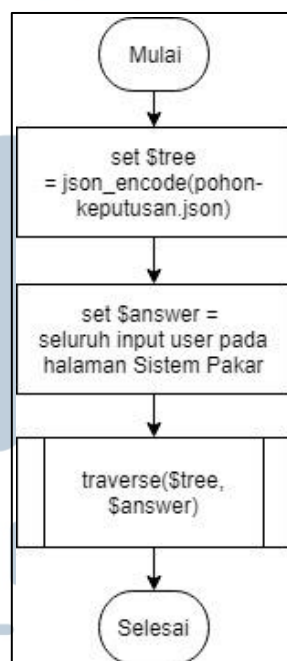 Mulai
set $tree
= json_encode(pohon-
keputusan.json)
set $answer =
seluruh input user pada
halaman Sistem Pakar
traverse($tree,
$answer)
Selesai